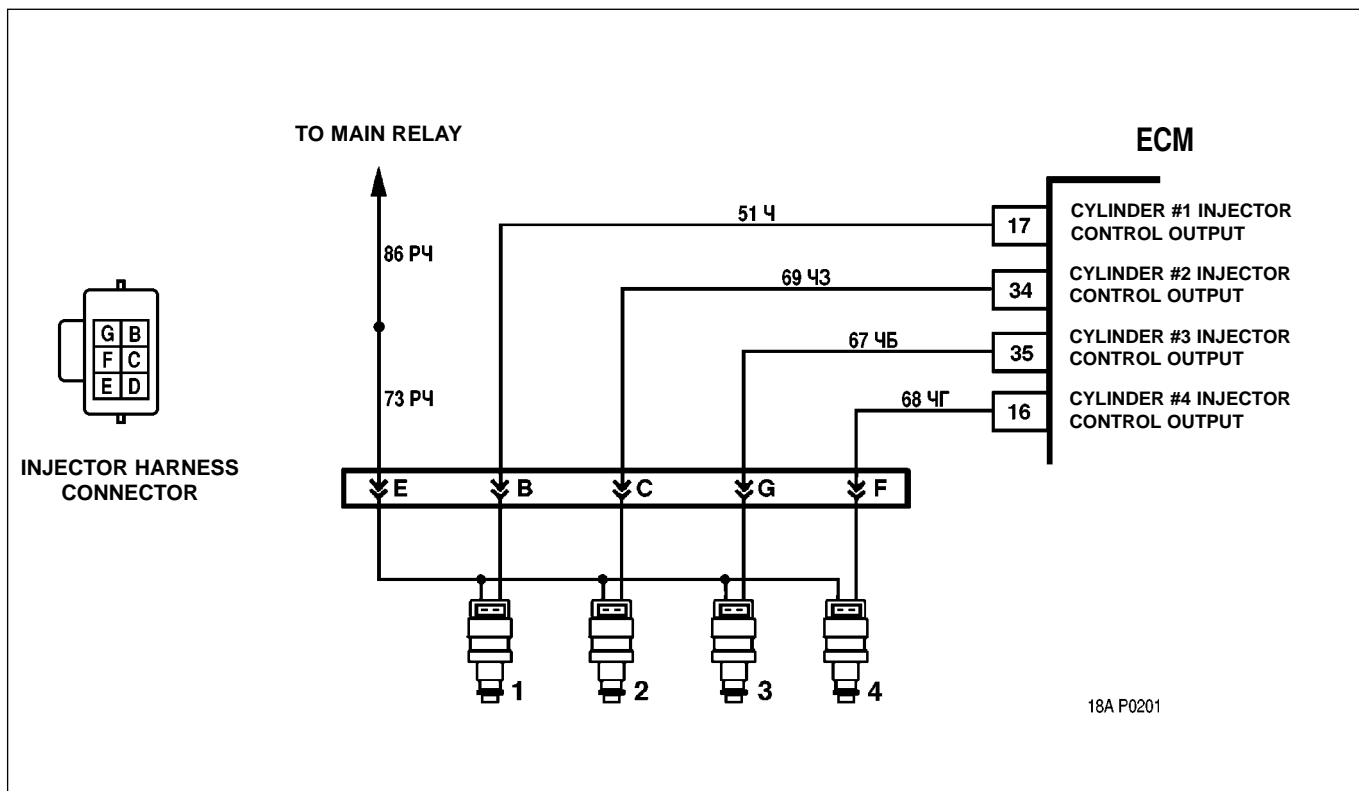 TO MAIN RELAY
ECM
86 РЧ
73 РЧ
51 Ч
17
CYLINDER #1 INJECTOR
CONTROL OUTPUT
69 ЧЗ
34
CYLINDER #2 INJECTOR
CONTROL OUTPUT
67 ЧБ
35
CYLINDER #3 INJECTOR
CONTROL OUTPUT
68 ЧГ
16
CYLINDER #4 INJECTOR
CONTROL OUTPUT
G B
F C
E D
INJECTOR HARNESS
CONNECTOR
E B C G F
1 2 3 4
18A P0201